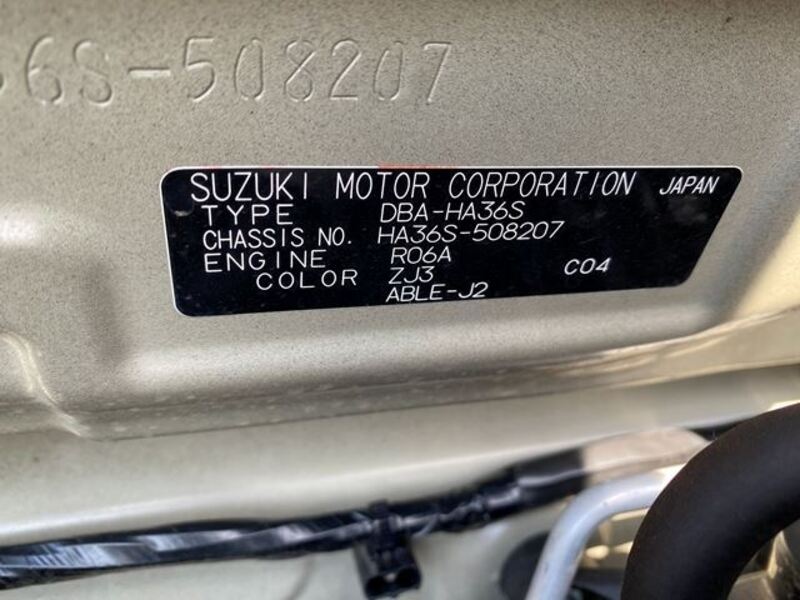 36S-508207
SUZUKI MOTOR CORPORATION JAPAN
TYPE DBA-HA36S
CHASSIS NO. HA36S-508207
ENGINE R06A
COLOR ZJ3 C04
ABLE-J2